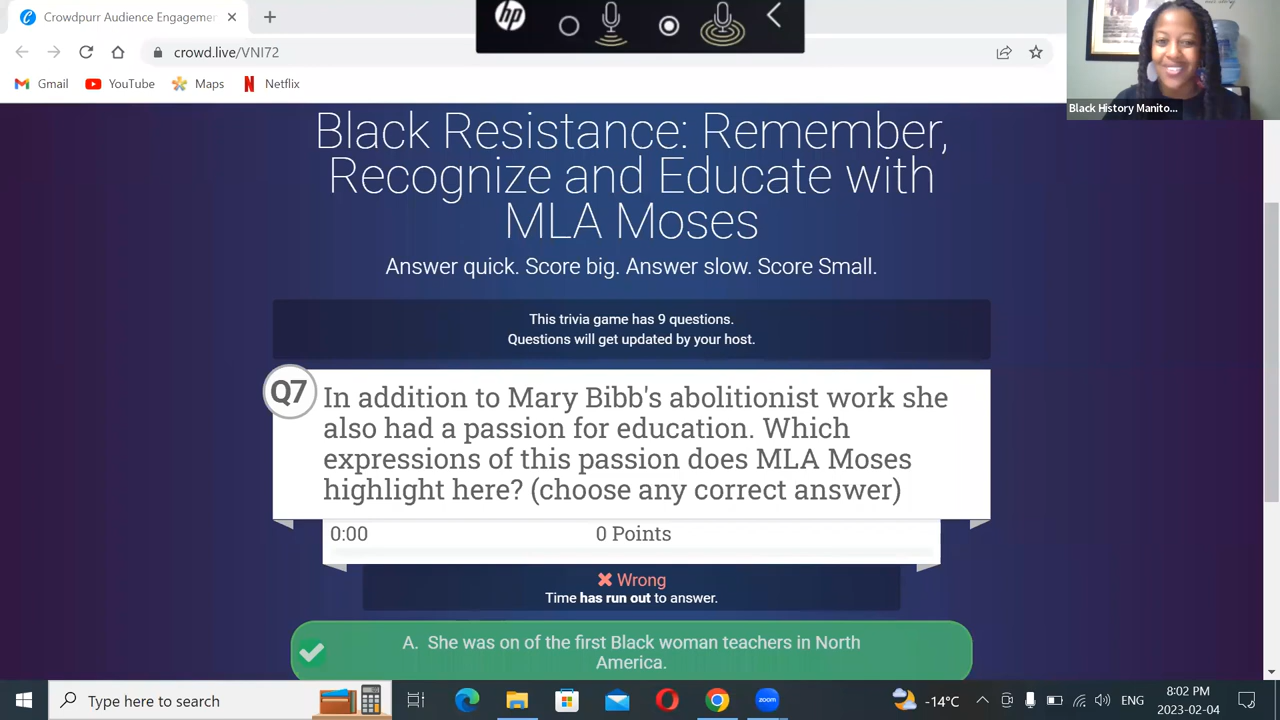 Crowdpurr Audience Engagemen
crowd.live/VNI72
Gmail
YouTube
Maps
Netflix
hp
Black History Manito...
Black Resistance: Remember,
Recognize and Educate with
MLA Moses
Answer quick. Score big. Answer slow. Score Small.
This trivia game has 9 questions.
Questions will get updated by your host.
Q7
In addition to Mary Bibb's abolitionist work she
also had a passion for education. Which
expressions of this passion does MLA Moses
highlight here? (choose any correct answer)
0:00
0 Points
Wrong
Time has run out to answer.
A. She was on of the first Black woman teachers in North
America.
Type here to search
zoom
-14°C
ENG
8:02 PM
2023-02-04